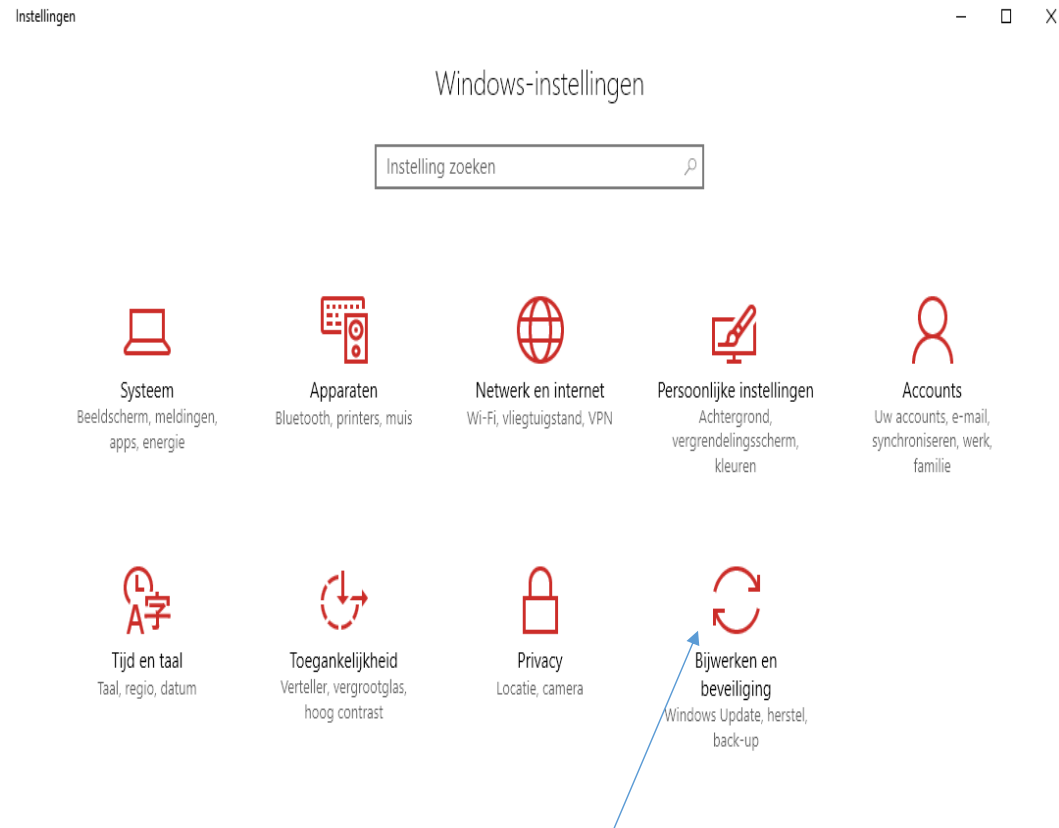 Instellingen
Windows-instellingen
Instelling zoeken
Systeem
Beeldscherm, meldingen,
apps, energie
Apparaten
Bluetooth, printers, muis
Netwerk en internet
Wi-Fi, vliegtuigstand, VPN
Persoonlijke instellingen
Achtergrond,
vergrendelingsscherm,
kleuren
Accounts
Uw accounts, e-mail,
synchroniseren, werk,
familie
Tijd en taal
Taal, regio, datum
Toegankelijkheid
Verteller, vergrootglas,
hoog contrast
Privacy
Locatie, camera
Bijwerken en
beveiliging
Windows Update, herstel,
back-up